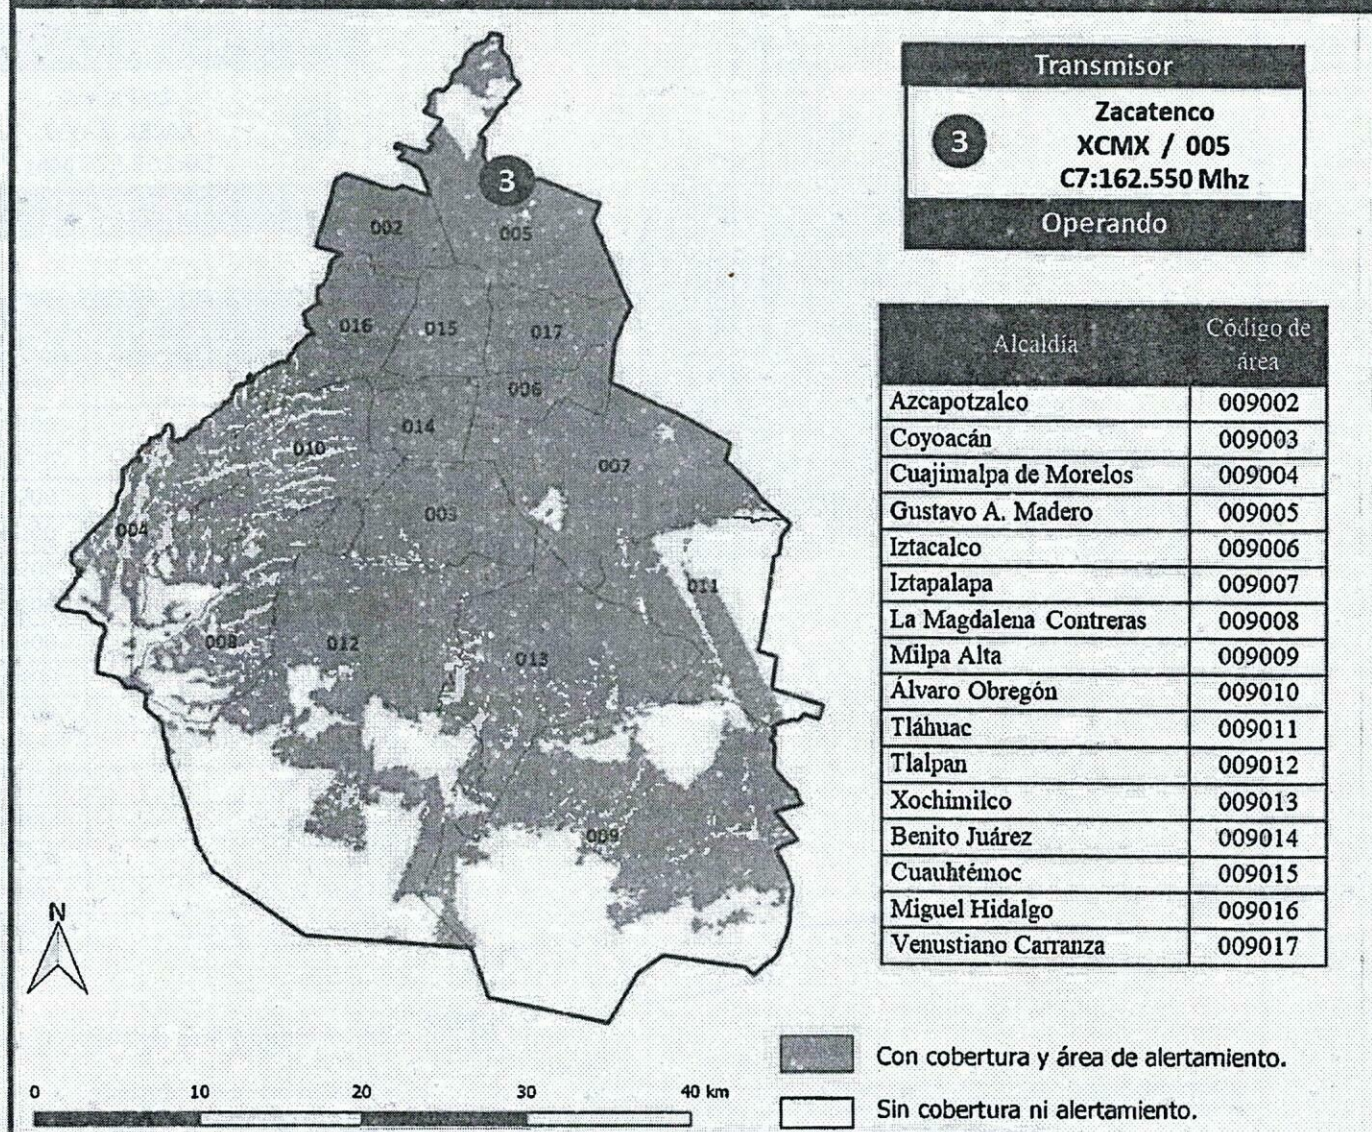 Transmisor
3
Zacatenco
XCMX / 005
C7:162.550 Mhz
Operando
3
002
005
016
015
017
006
014
010
007
003
004
011
008
012
013
009
Alcaldía Código de área
Azcapotzalco 009002
Coyoacán 009003
Cuajimalpa de Morelos 009004
Gustavo A. Madero 009005
Iztacalco 009006
Iztapalapa 009007
La Magdalena Contreras 009008
Milpa Alta 009009
Álvaro Obregón 009010
Tláhuac 009011
Tlalpan 009012
Xochimilco 009013
Benito Juárez 009014
Cuauhtémoc 009015
Miguel Hidalgo 009016
Venustiano Carranza 009017
N
0 10 20 30 40 km
Con cobertura y área de alertamiento.
Sin cobertura ni alertamiento.